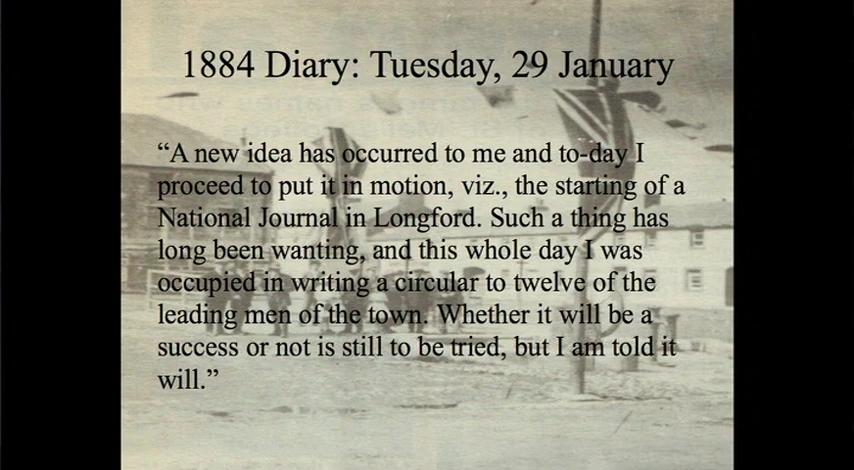 1884 Diary: Tuesday, 29 January
“A new idea has occurred to me and to-day I
proceed to put it in motion, viz., the starting of a
National Journal in Longford. Such a thing has
long been wanting, and this whole day I was
occupied in writing a circular to twelve of the
leading men of the town. Whether it will be a
success or not is still to be tried, but I am told it
will.”